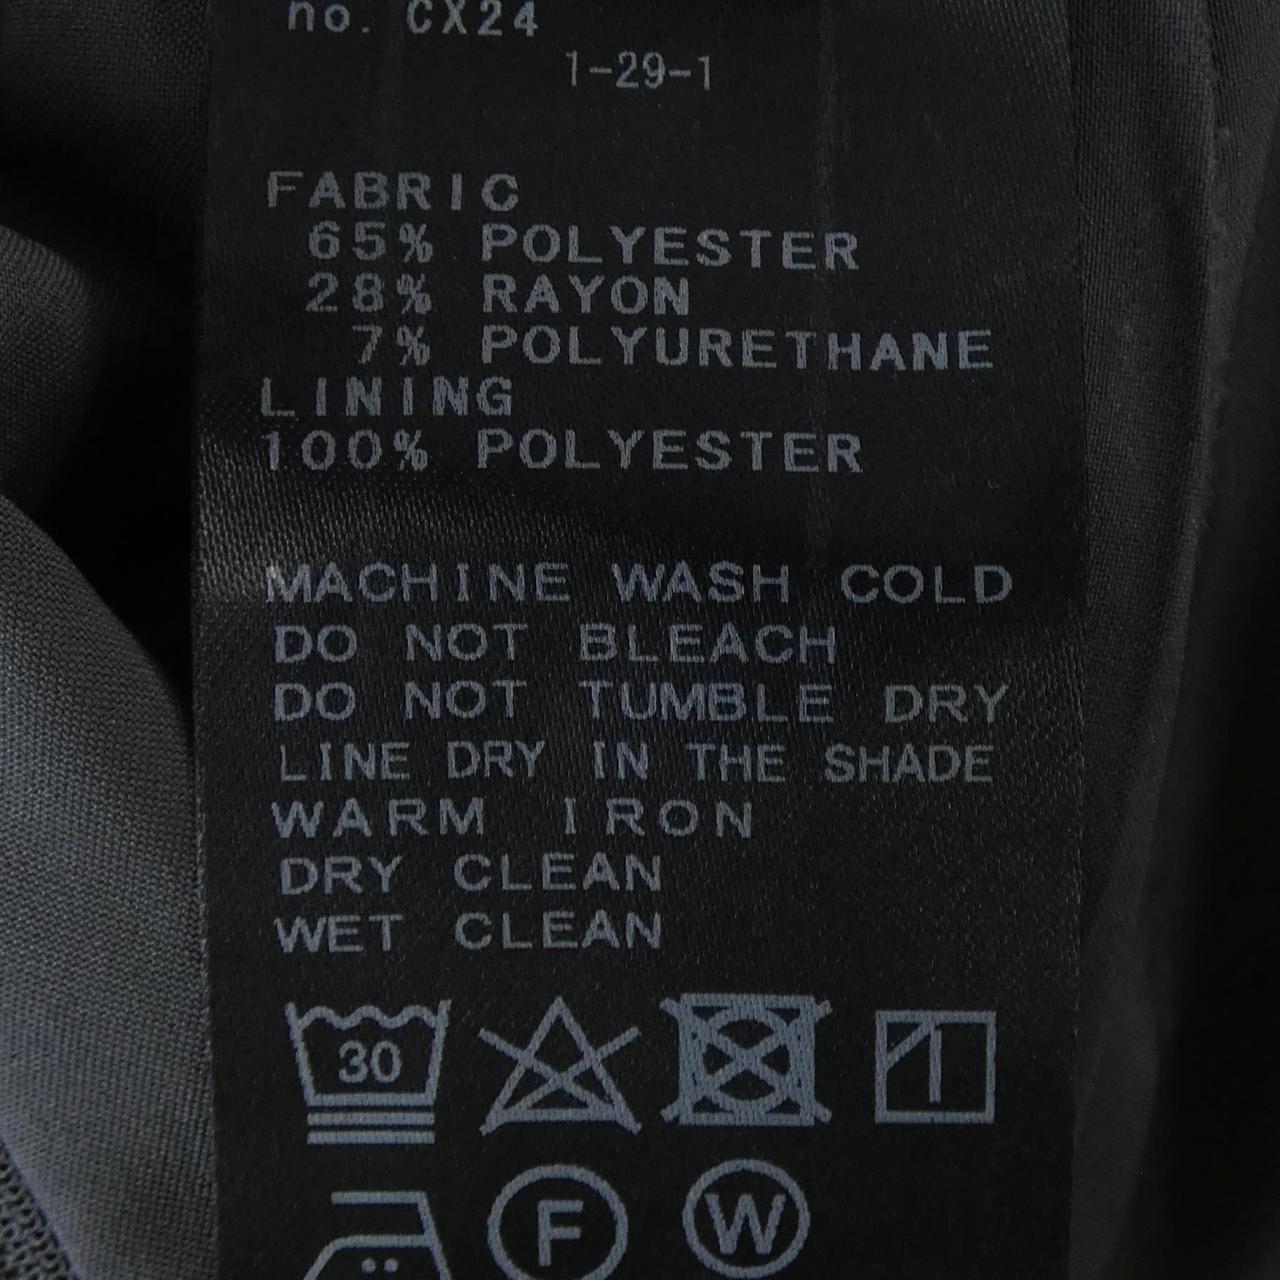 no. CX24
1-29-1
FABRIC
65% POLYESTER
28% RAYON
7% POLYURETHANE
LINING
100% POLYESTER
MACHINE WASH COLD
DO NOT BLEACH
DO NOT TUMBLE DRY
LINE DRY IN THE SHADE
WARM IRON
DRY CLEAN
WET CLEAN
30
F W